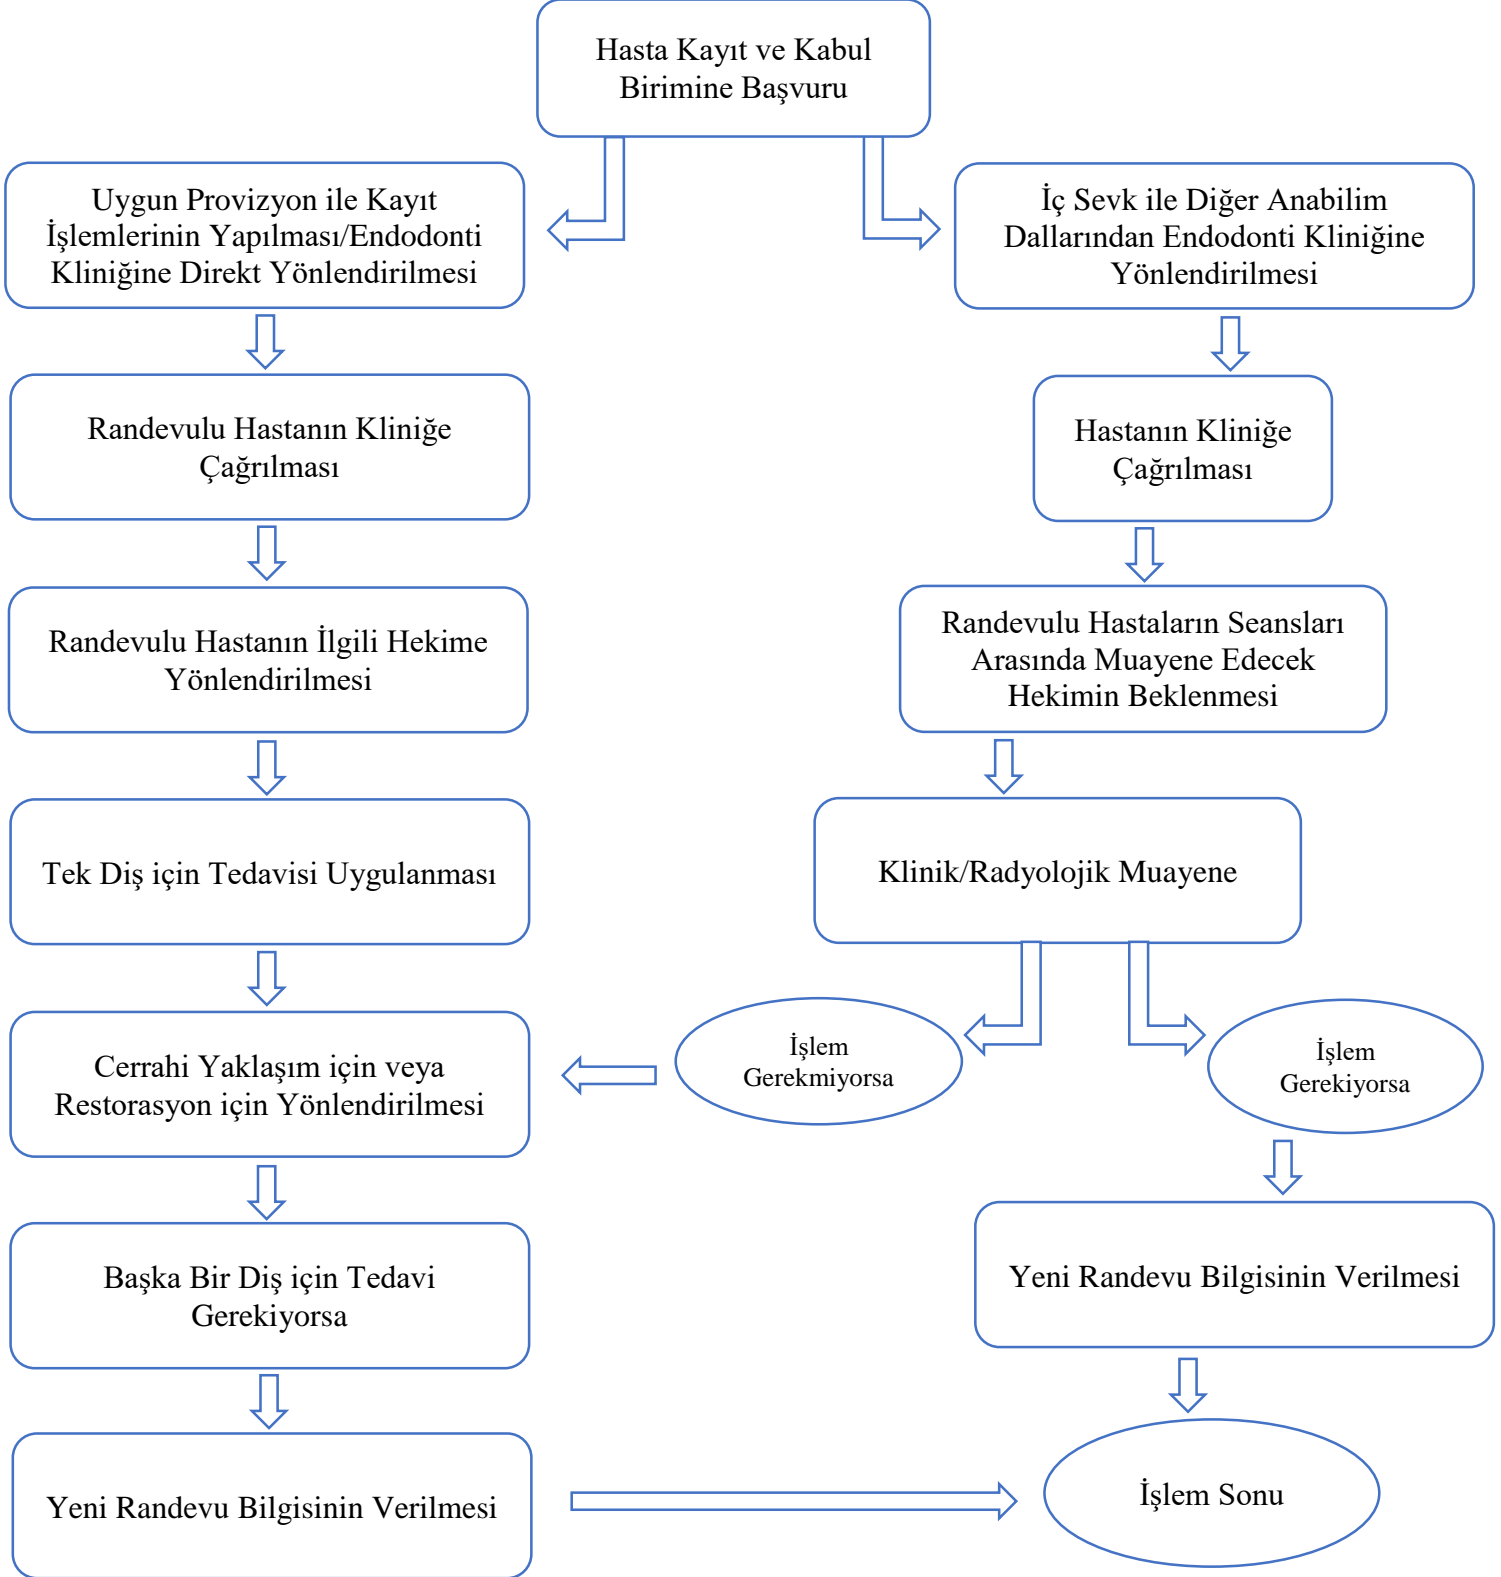 Hasta Kayıt ve Kabul
Birimine Başvuru
Uygun Provizyon ile Kayıt
İşlemlerinin Yapılması/Endodonti
Kliniğine Direkt Yönlendirilmesi
İç Sevk ile Diğer Anabilim
Dallarından Endodonti Kliniğine
Yönlendirilmesi
Randevulu Hastanın Kliniğe
Çağrılması
Hastanın Kliniğe
Çağrılması
Randevulu Hastanın İlgili Hekime
Yönlendirilmesi
Randevulu Hastaların Seansları
Arasında Muayene Edecek
Hekimin Beklenmesi
Tek Diş için Tedavisi Uygulanması
Klinik/Radyolojik Muayene
Cerrahi Yaklaşım için veya
Restorasyon için Yönlendirilmesi
İşlem
Gerekmiyorsa
İşlem
Gerekiyorsa
Başka Bir Diş için Tedavi
Gerekiyorsa
Yeni Randevu Bilgisinin Verilmesi
Yeni Randevu Bilgisinin Verilmesi
İşlem Sonu